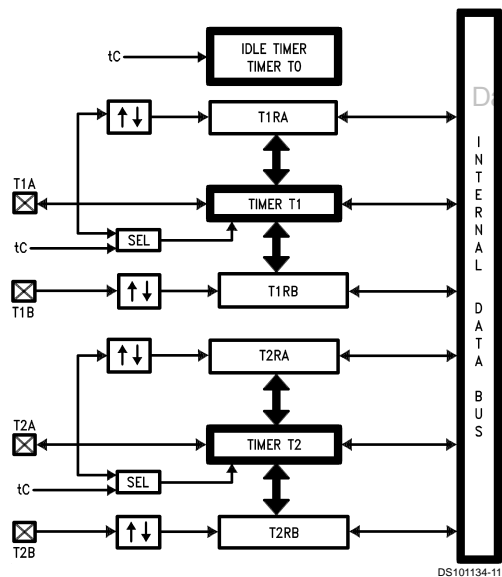 IDLE TIMER
TIMER T0
tC
Da
T1RA
T1A
TIMER T1
SEL
tC
T1B
T1RB
T2RA
T2A
TIMER T2
SEL
tC
T2B
T2RB
INTERNAL DATA BUS
DS101134-11